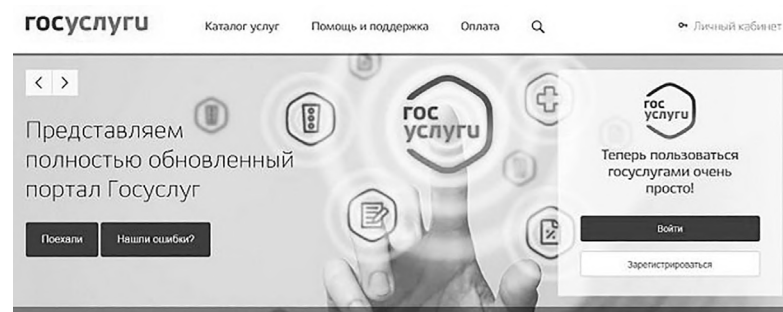 госуслуги
Каталог услуг
Помощь и поддержка
Оплата
Личный кабинет
Представляем
полностью обновленный
портал Госуслуг
Поехали
Нашли ошибки?
гос
услуги
гос
услуги
Теперь пользоваться
госуслугами очень
просто!
Войти
Зарегистрироваться